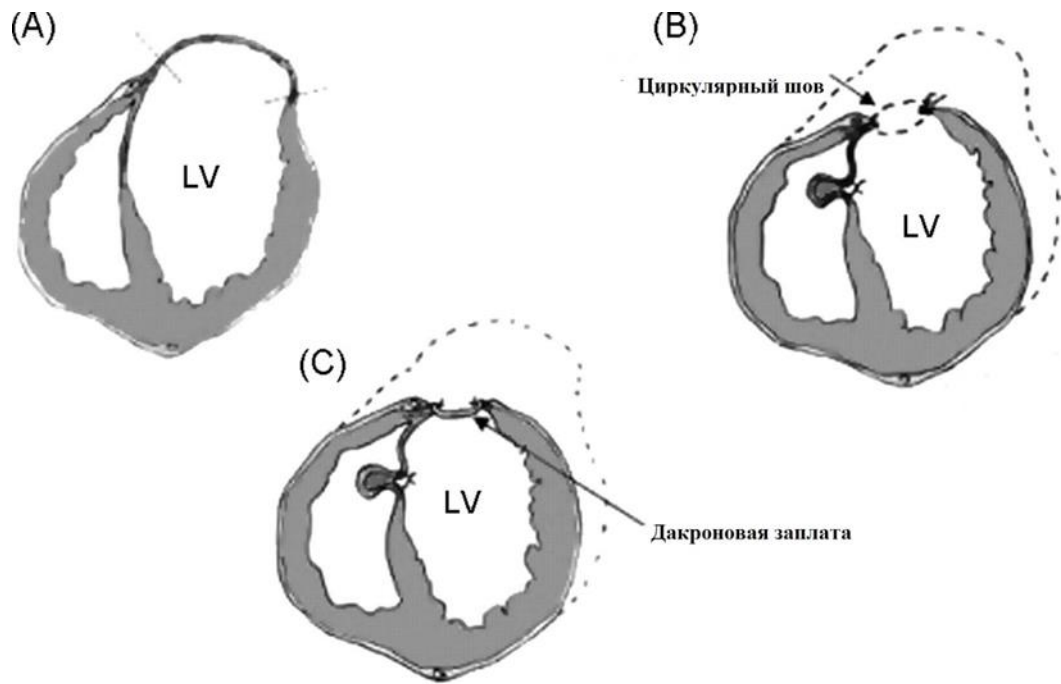 (A)
LV
(B)
Циркулярный шов
LV
(C)
LV
Дакроновая заплата